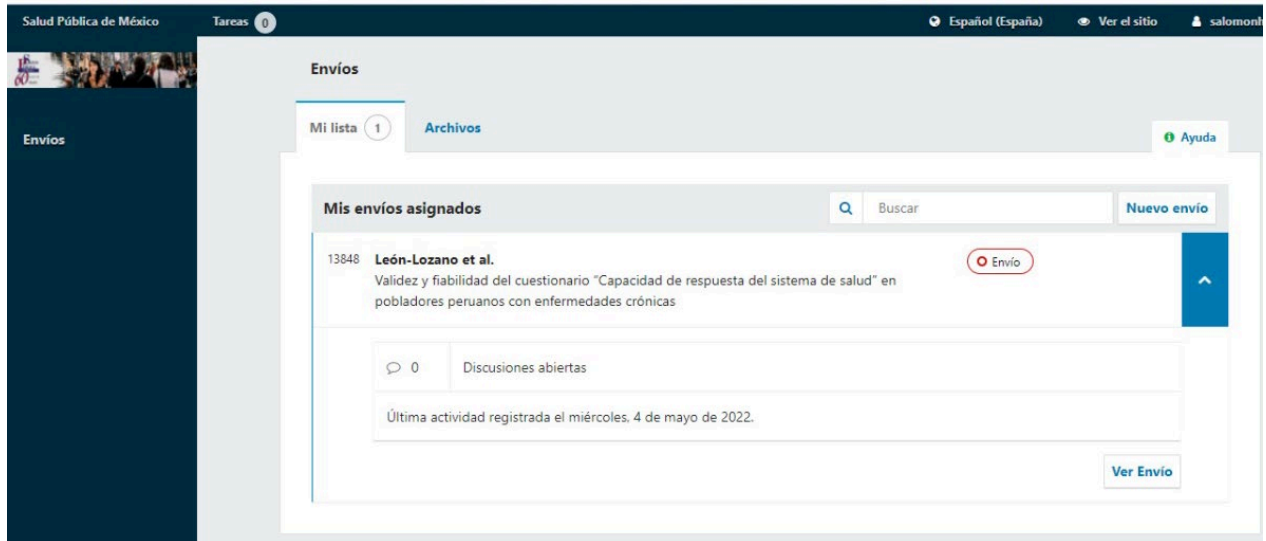 Salud Pública de México
Tareas 0
Español (España)
Ver el sitio
Envíos
Envíos
Mi lista 1
Archivos
Ayuda
Mis envíos asignados
Buscar
Nuevo envío
13848
León-Lozano et al.
Envío
Validez y fiabilidad del cuestionario "Capacidad de respuesta del sistema de salud" en
pobladores peruanos con enfermedades crónicas
0
Discusiones abiertas
Última actividad registrada el miércoles, 4 de mayo de 2022.
Ver Envío